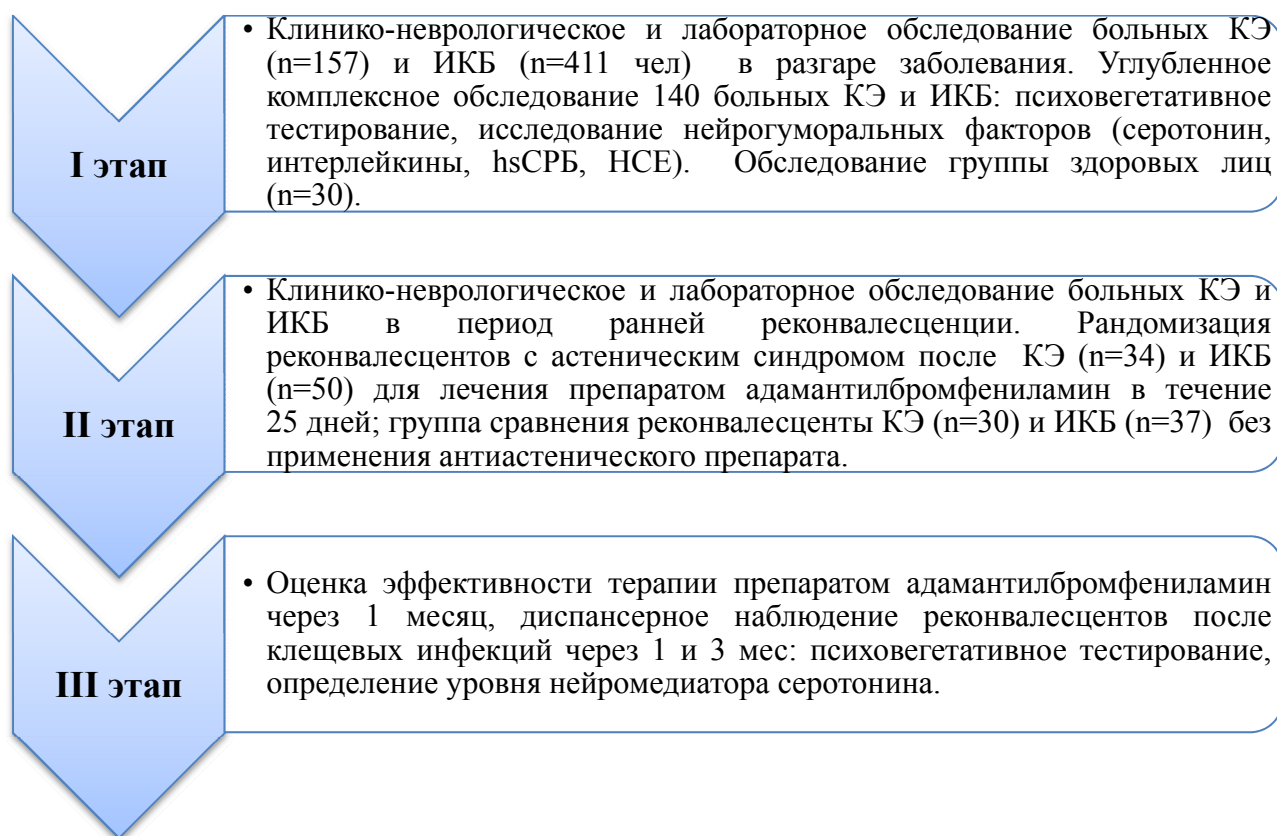 • Клинико-неврологическое и лабораторное обследование больных КЭ
(n=157) и ИКБ (n=411 чел) в разгаре заболевания. Углубленное
комплексное обследование 140 больных КЭ и ИКБ: психовегетативное
тестирование, исследование нейрогуморальных факторов (серотонин,
интерлейкины, hsСРБ, НСЕ). Обследование группы здоровых лиц
(n=30).
I этап
• Клинико-неврологическое и лабораторное обследование больных КЭ и
ИКБ в период ранней реконвалесценции. Рандомизация
реконвалесцентов с астеническим синдромом после КЭ (n=34) и ИКБ
(n=50) для лечения препаратом адамантилбромфениламин в течение
25 дней; группа сравнения реконвалесценты КЭ (n=30) и ИКБ (n=37) без
применения антиастенического препарата.
II этап
• Оценка эффективности терапии препаратом адамантилбромфениламин
через 1 месяц, диспансерное наблюдение реконвалесцентов после
клещевых инфекций через 1 и 3 мес: психовегетативное тестирование,
определение уровня нейромедиатора серотонина.
III этап